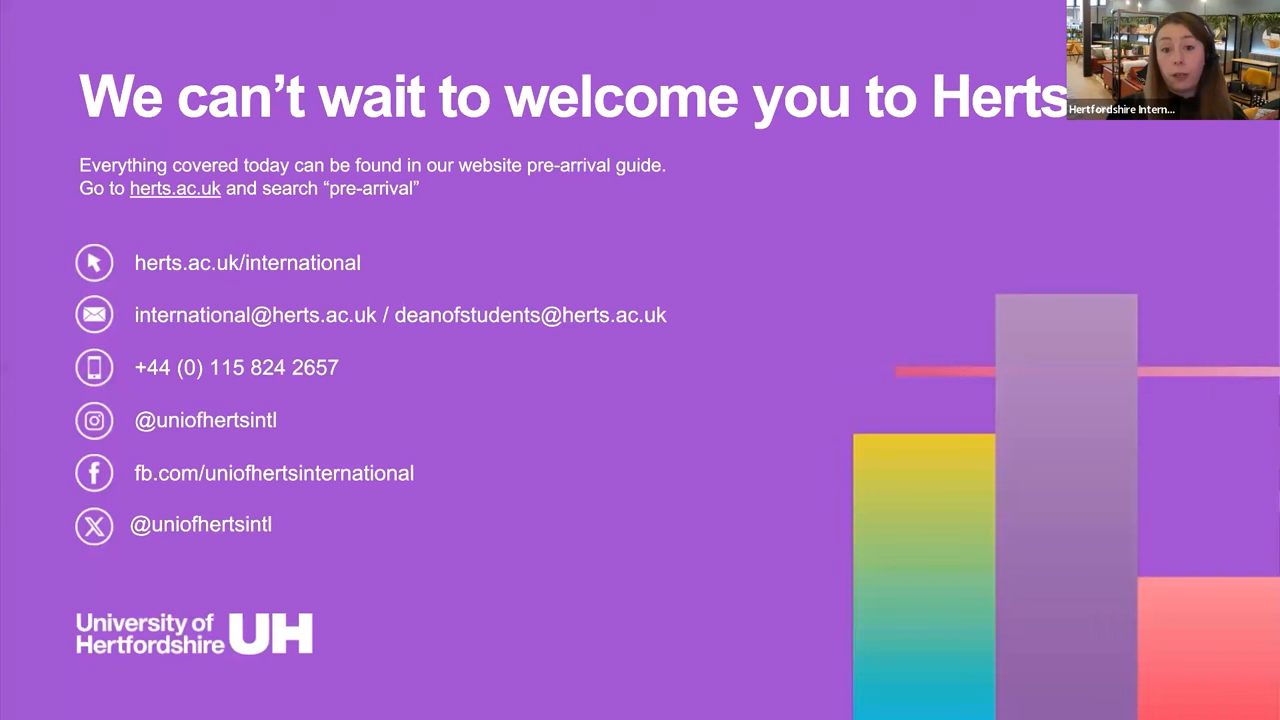 We can't wait to welcome you to Herts
Hertfordshire Intern...
Everything covered today can be found in our website pre-arrival guide.
Go to herts.ac.uk and search “pre-arrival”
herts.ac.uk/international
international@herts.ac.uk / deanofstudents@herts.ac.uk
+44 (0) 115 824 2657
@uniofhertsintl
fb.com/uniofhertsinternational
@uniofhertsintl
University of
Hertfordshire UH